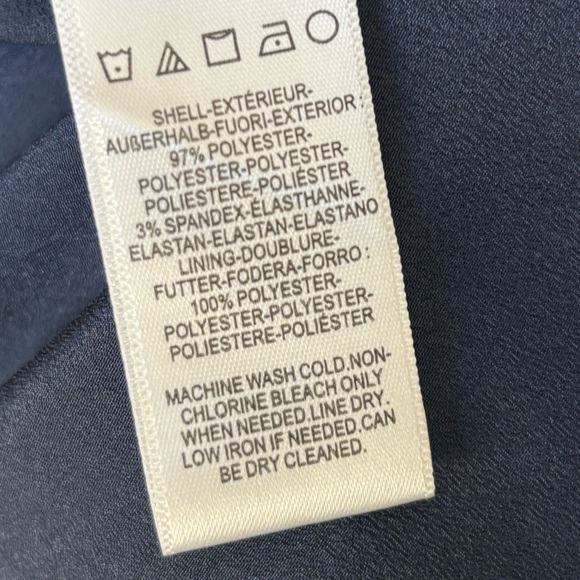 SHELL-EXTÉRIEUR-
AUßERHALB-FUORI-EXTERIOR :
97% POLYESTER-
POLYESTER-POLYESTER-
POLIESTERE-POLIÉSTER
3% SPANDEX-ÉLASTHANNE-
ELASTAN-ELASTAN-ELASTANO
LINING-DOUBLURE-
FUTTER-FODERA-FORRO :
100% POLYESTER-
POLYESTER-POLYESTER-
POLIESTERE-POLIÉSTER
MACHINE WASH COLD.NON-
CHLORINE BLEACH ONLY
WHEN NEEDED.LINE DRY.
LOW IRON IF NEEDED.CAN
BE DRY CLEANED.